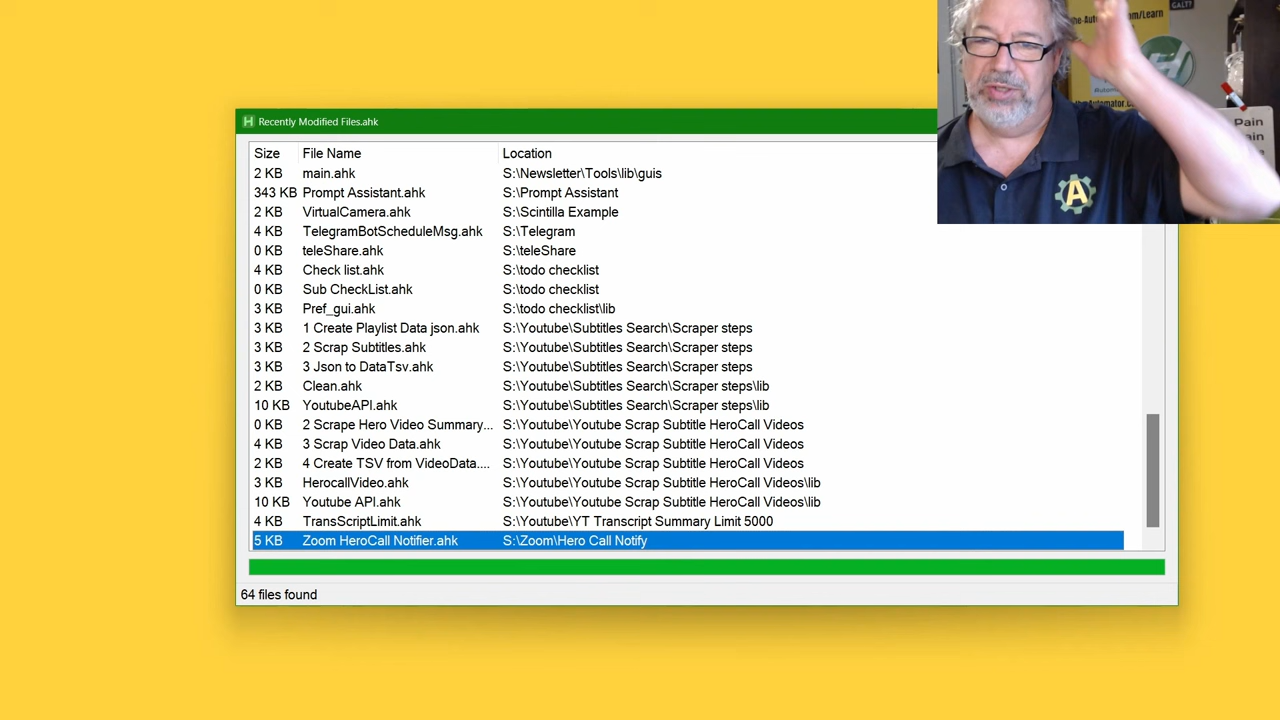 the-Automator.com/Learn
GALT?
Automato
the-Automator.c
Pain
ain
A
Recently Modified Files.ahk
Size File Name Location
2 KB main.ahk S:\Newsletter\Tools\lib\guis
343 KB Prompt Assistant.ahk S:\Prompt Assistant
2 KB VirtualCamera.ahk S:\Scintilla Example
4 KB TelegramBotScheduleMsg.ahk S:\Telegram
0 KB teleShare.ahk S:\teleShare
4 KB Check list.ahk S:\todo checklist
0 KB Sub CheckList.ahk S:\todo checklist
3 KB Pref_gui.ahk S:\todo checklist\lib
3 KB 1 Create Playlist Data json.ahk S:\Youtube\Subtitles Search\Scraper steps
3 KB 2 Scrap Subtitles.ahk S:\Youtube\Subtitles Search\Scraper steps
3 KB 3 Json to DataTsv.ahk S:\Youtube\Subtitles Search\Scraper steps
2 KB Clean.ahk S:\Youtube\Subtitles Search\Scraper steps\lib
10 KB YoutubeAPI.ahk S:\Youtube\Subtitles Search\Scraper steps\lib
0 KB 2 Scrape Hero Video Summary... S:\Youtube\Youtube Scrap Subtitle HeroCall Videos
4 KB 3 Scrap Video Data.ahk S:\Youtube\Youtube Scrap Subtitle HeroCall Videos
2 KB 4 Create TSV from VideoData.... S:\Youtube\Youtube Scrap Subtitle HeroCall Videos
3 KB HerocallVideo.ahk S:\Youtube\Youtube Scrap Subtitle HeroCall Videos\lib
10 KB Youtube API.ahk S:\Youtube\Youtube Scrap Subtitle HeroCall Videos\lib
4 KB TransScriptLimit.ahk S:\Youtube\YT Transcript Summary Limit 5000
5 KB Zoom HeroCall Notifier.ahk S:\Zoom\Hero Call Notify
64 files found